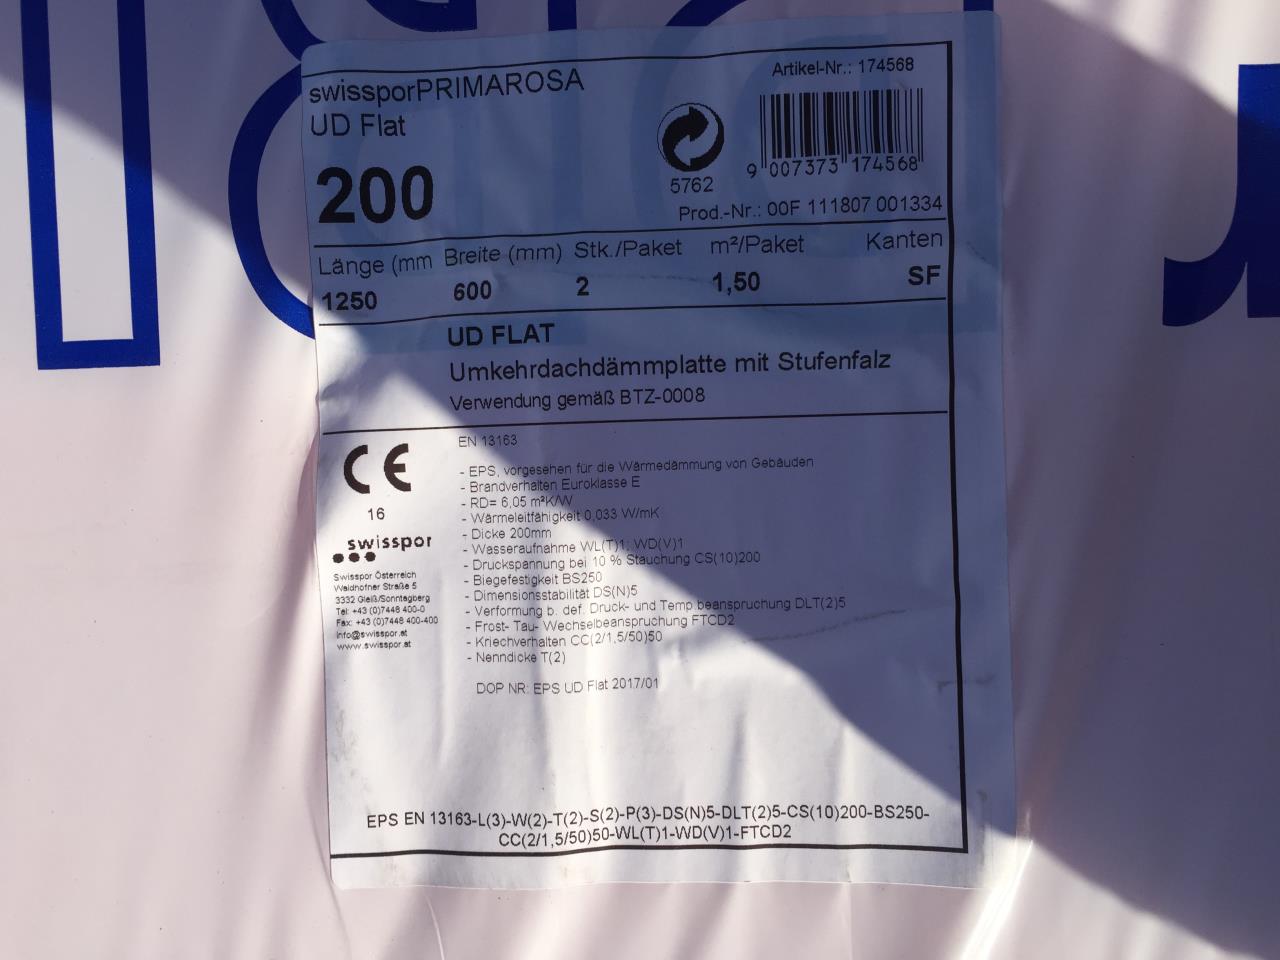 swissporPRIMAROSA
UD Flat
200
Artikel-Nr.: 174568
9 007373 174568
5762
Prod.-Nr.: 00F 111807 001334
Länge (mm Breite (mm) Stk./Paket m²/Paket Kanten
1250 600 2 1,50 SF
UD FLAT
Umkehrdachdämmplatte mit Stufenfalz
Verwendung gemäß BTZ-0008
CE
16
swisspor
Swisspor Österreich
Waidhofner Straße 5
3332 Gleiß/Sonntagberg
Tel: +43 (0)7448 400-0
Fax: +43 (0)7448 400-400
info@swisspor.at
www.swisspor.at
EN 13163
- EPS, vorgesehen für die Wärmedämmung von Gebäuden
- Brandverhalten Euroklasse E
- RD= 6,05 m²K/W
- Wärmeleitfähigkeit 0,033 W/mK
- Dicke 200mm
- Wasseraufnahme WL(T)1; WD(V)1
- Druckspannung bei 10 % Stauchung CS(10)200
- Biegefestigkeit BS250
- Dimensionsstabilität DS(N)5
- Verformung b. def. Druck- und Temp.beanspruchung DLT(2)5
- Frost- Tau- Wechselbeanspruchung FTCD2
- Kriechverhalten CC(2/1,5/50)50
- Nenndicke T(2)
DOP NR: EPS UD Flat 2017/01
EPS EN 13163-L(3)-W(2)-T(2)-S(2)-P(3)-DS(N)5-DLT(2)5-CS(10)200-BS250-
CC(2/1,5/50)50-WL(T)1-WD(V)1-FTCD2